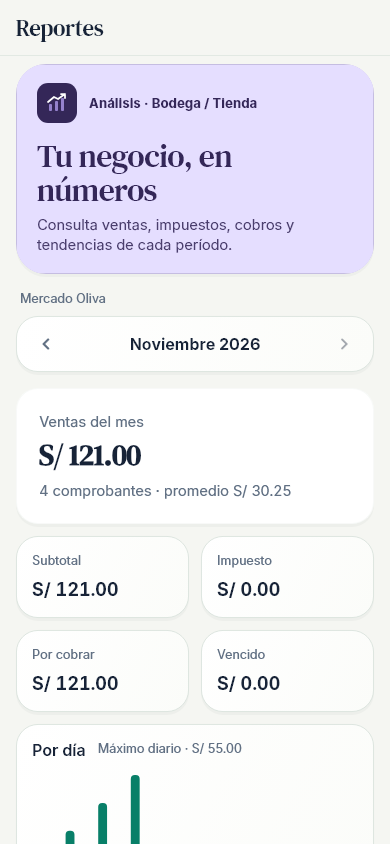 Reportes
Análisis · Bodega / Tienda
Tu negocio, en
números
Consulta ventas, impuestos, cobros y
tendencias de cada período.
Mercado Oliva
Noviembre 2026
Ventas del mes
S/ 121.00
4 comprobantes · promedio S/ 30.25
Subtotal
S/ 121.00
Impuesto
S/ 0.00
Por cobrar
S/ 121.00
Vencido
S/ 0.00
Por día
Máximo diario · S/ 55.00